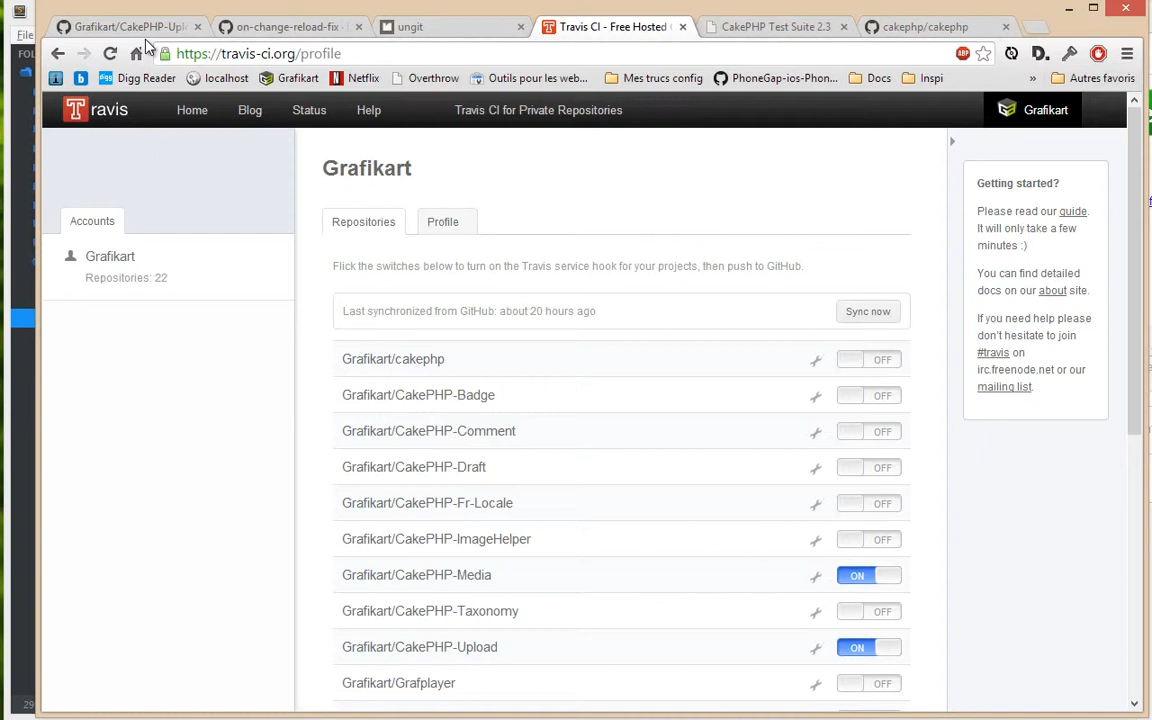 Grafikart/CakePHP-Upl
on-change-reload-fix -
ungit
Travis CI - Free Hosted
CakePHP Test Suite 2.3
cakephp/cakephp
https://travis-ci.org/profile
Digg Reader
localhost
Grafikart
Netflix
Overthrow
Outils pour les web...
Mes trucs config
PhoneGap-ios-Phon...
Docs
Inspi
»
Autres favoris
Travis
Home
Blog
Status
Help
Travis CI for Private Repositories
Grafikart
Accounts
Grafikart
Repositories: 22
Grafikart
Repositories
Profile
Flick the switches below to turn on the Travis service hook for your projects, then push to GitHub.
Last synchronized from GitHub: about 20 hours ago
Sync now
Grafikart/cakephp OFF
Grafikart/CakePHP-Badge OFF
Grafikart/CakePHP-Comment OFF
Grafikart/CakePHP-Draft OFF
Grafikart/CakePHP-Fr-Locale OFF
Grafikart/CakePHP-ImageHelper OFF
Grafikart/CakePHP-Media ON
Grafikart/CakePHP-Taxonomy OFF
Grafikart/CakePHP-Upload ON
Grafikart/Grafplayer OFF
Getting started?
Please read our guide.
It will only take a few
minutes :)
You can find detailed
docs on our about site.
If you need help please
don't hesitate to join
#travis on
irc.freenode.net or our
mailing list.
File
FOL
29